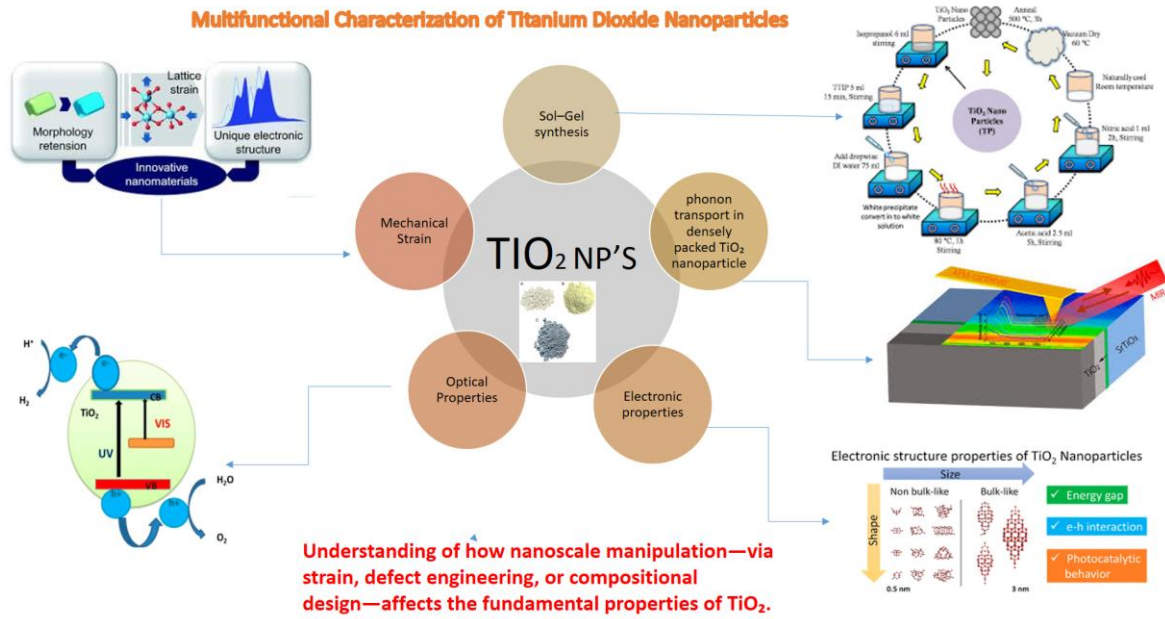 Multifunctional Characterization of Titanium Dioxide Nanoparticles
Morphology
retention
Lattice
strain
Unique electronic
structure
Innovative
nanomaterials
Sol–Gel
synthesis
Mechanical
Strain
phonon
transport in
densely
packed TiO₂
nanoparticle
TIO₂ NP'S
A
B
C
Optical
Properties
Electronic
properties
TiO₂ Nano
Particles
Anneal
500 °C, 3h
Isopropanol 6 ml
stirring
Vacuum Dry
60 °C
TTIP 5 ml
15 min, Stirring
Naturally cool
Room temperature
TiO₂ Nano
Particles
(TP)
Nitric acid 1 ml
2h, Stirring
Add dropwise
DI water 75 ml
White precipitate
convert in to white
solution
80 °C, 1h
Stirring
Acetic acid 2.5 ml
5h, Stirring
MIR
TiO₂
SrTiO₃
H⁺
e⁻
e⁻
H₂
TiO₂
CB
VIS
UV
VB
h+
h+
H₂O
O₂
Electronic structure properties of TiO₂ Nanoparticles
Size
Non bulk-like
Bulk-like
Shape
0.5 nm
3 nm
✓ Energy gap
✓ e-h interaction
✓ Photocatalytic
behavior
Understanding of how nanoscale manipulation—via
strain, defect engineering, or compositional
design—affects the fundamental properties of TiO₂.